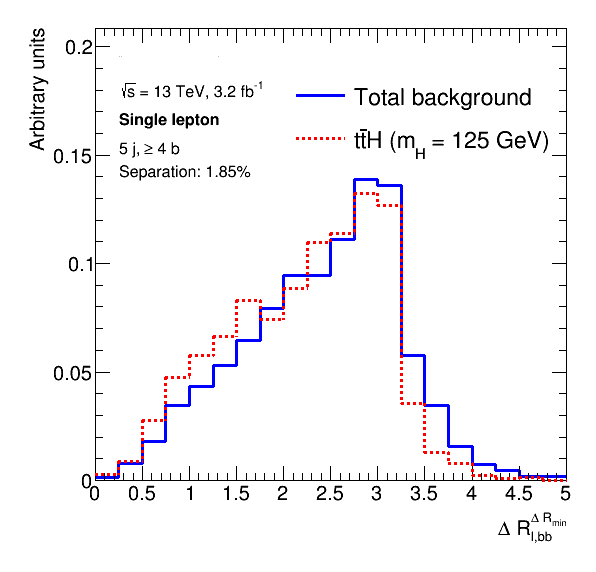 Arbitrary units
0.2
0.15
0.1
0.05
0
√s = 13 TeV, 3.2 fb⁻¹
Single lepton
5 j, ≥ 4 b
Separation: 1.85%
Total background
tt̄H (m_H = 125 GeV)
0 0.5 1 1.5 2 2.5 3 3.5 4 4.5 5
Δ R_{l,bb}^{Δ R_{min}}